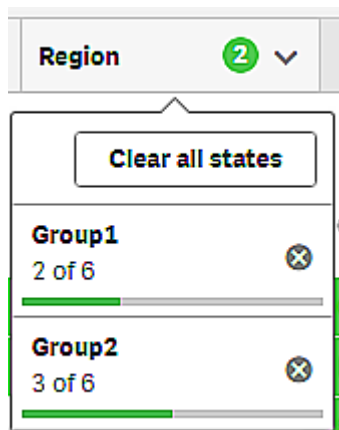 Region 2
Clear all states
Group1
2 of 6
Group2
3 of 6